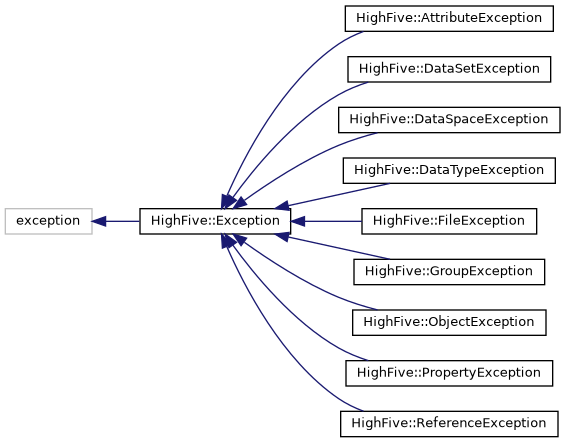 HighFive::AttributeException
HighFive::DataSetException
HighFive::DataSpaceException
HighFive::DataTypeException
exception
HighFive::Exception
HighFive::FileException
HighFive::GroupException
HighFive::ObjectException
HighFive::PropertyException
HighFive::ReferenceException